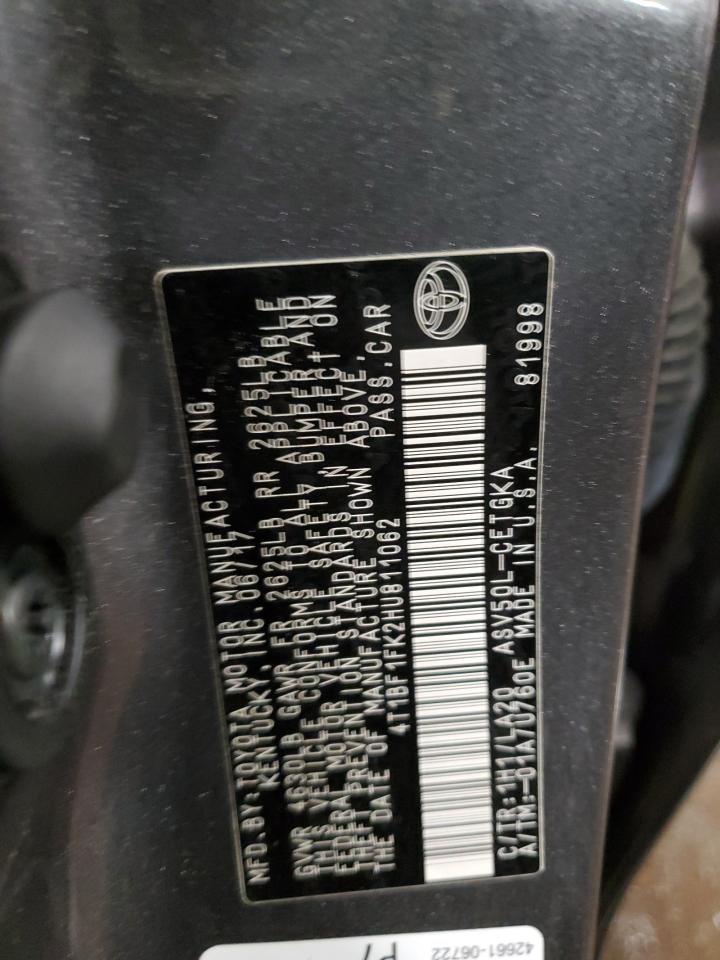 MFD. BY: TOYOTA MOTOR MANUFACTURING,
KENTUCKY, INC. 06/17
GVWR 4630LB GAWR FR 2625LB RR 2625LB
THIS VEHICLE CONFORMS TO ALL APPLICABLE
FEDERAL MOTOR VEHICLE SAFETY, BUMPER, AND
THEFT PREVENTION STANDARDS IN EFFECT ON
THE DATE OF MANUFACTURE SHOWN ABOVE.
4T1BF1FK2HU811062 PASS.CAR
C/TR:1H1/LA20 ASV50L-CETGKA
A/TM:-01A/U760E MADE IN U.S.A. 81998
42661-06722